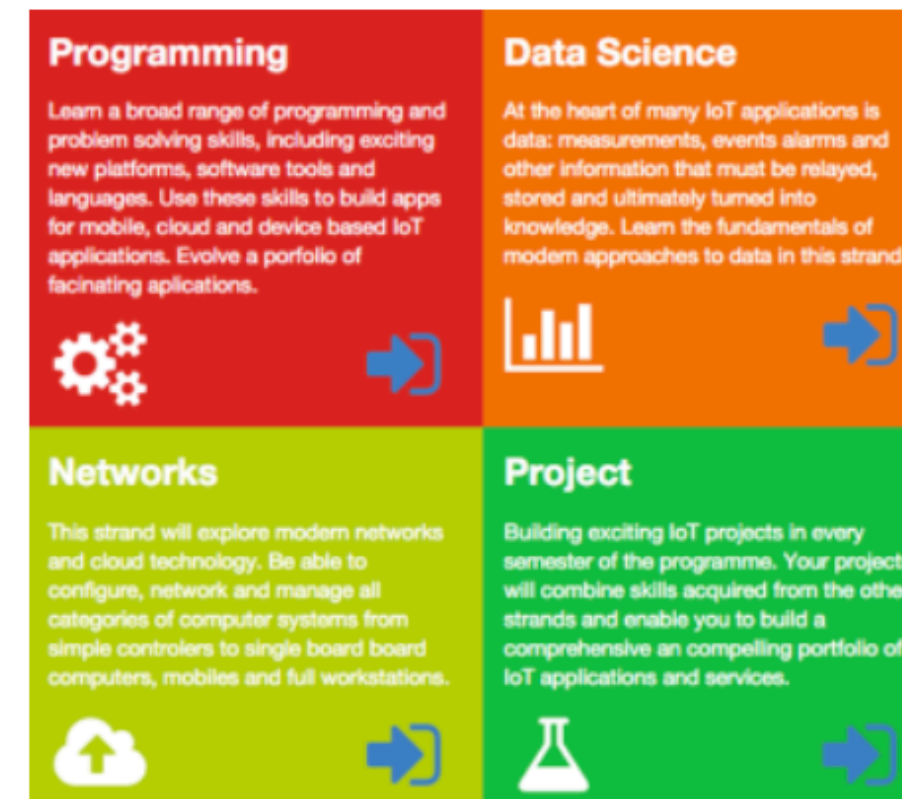 Programming
Learn a broad range of programming and
problem solving skills, including exciting
new platforms, software tools and
languages. Use these skills to build apps
for mobile, cloud and device based IoT
applications. Evolve a porfolio of
facinating aplications.
Data Science
At the heart of many IoT applications is
data: measurements, events alarms and
other information that must be relayed,
stored and ultimately turned into
knowledge. Learn the fundamentals of
modern approaches to data in this strand
Networks
This strand will explore modern networks
and cloud technology. Be able to
configure, network and manage all
categories of computer systems from
simple controlers to single board board
computers, mobiles and full workstations.
Project
Building exciting IoT projects in every
semester of the programme. Your project
will combine skills acquired from the othe
strands and enable you to build a
comprehensive an compelling portfolio of
IoT applications and services.